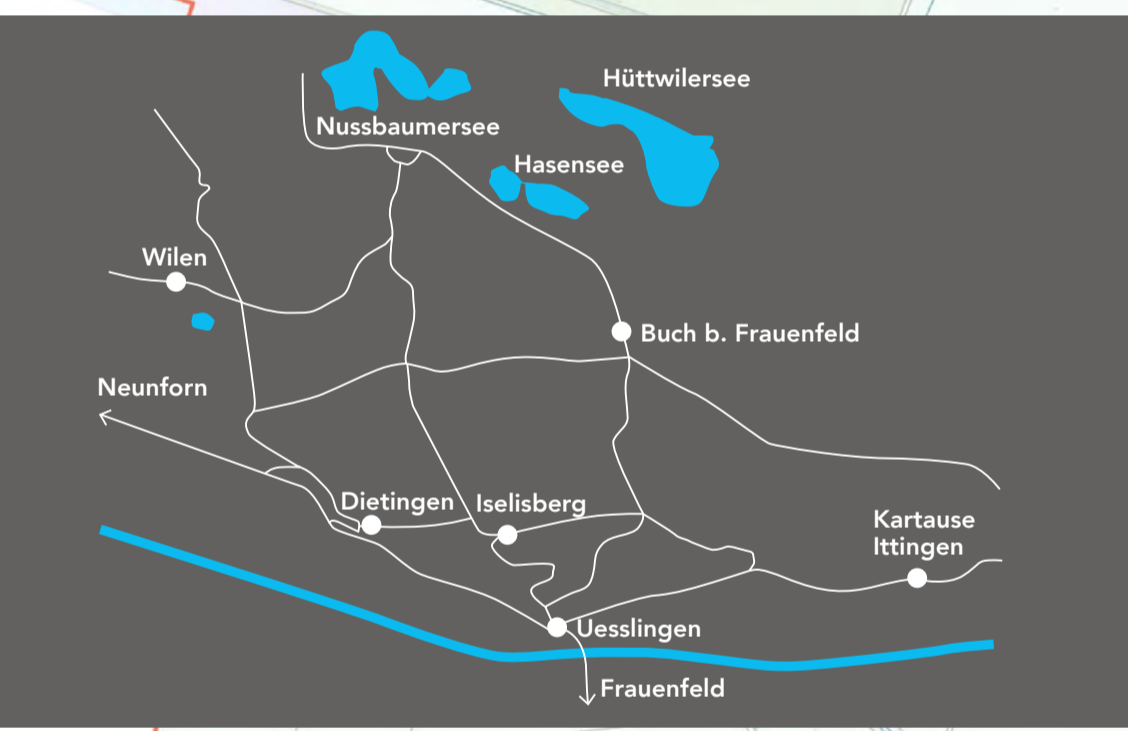 Hüttwilersee
Nussbaumersee
Hasensee
Wilen
Buch b. Frauenfeld
Neunforn
Dietingen
Iselisberg
Kartause
Ittingen
Uesslingen
Frauenfeld